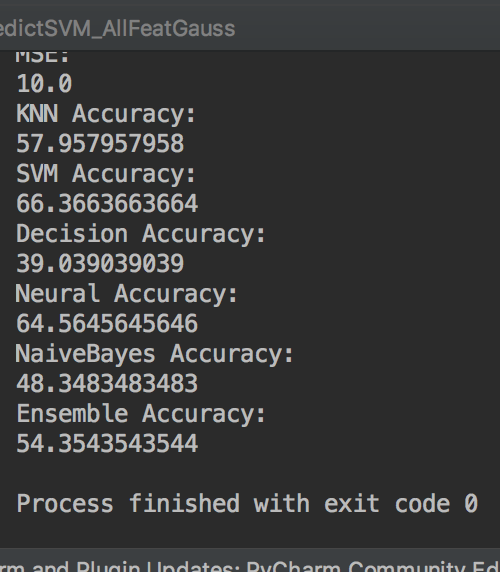 edictSVM_AllFeatGauss
MSE:
10.0
KNN Accuracy:
57.957957958
SVM Accuracy:
66.3663663664
Decision Accuracy:
39.039039039
Neural Accuracy:
64.5645645646
NaiveBayes Accuracy:
48.3483483483
Ensemble Accuracy:
54.3543543544
Process finished with exit code 0
rm and Plugin Updates: PyCharm Community Ed